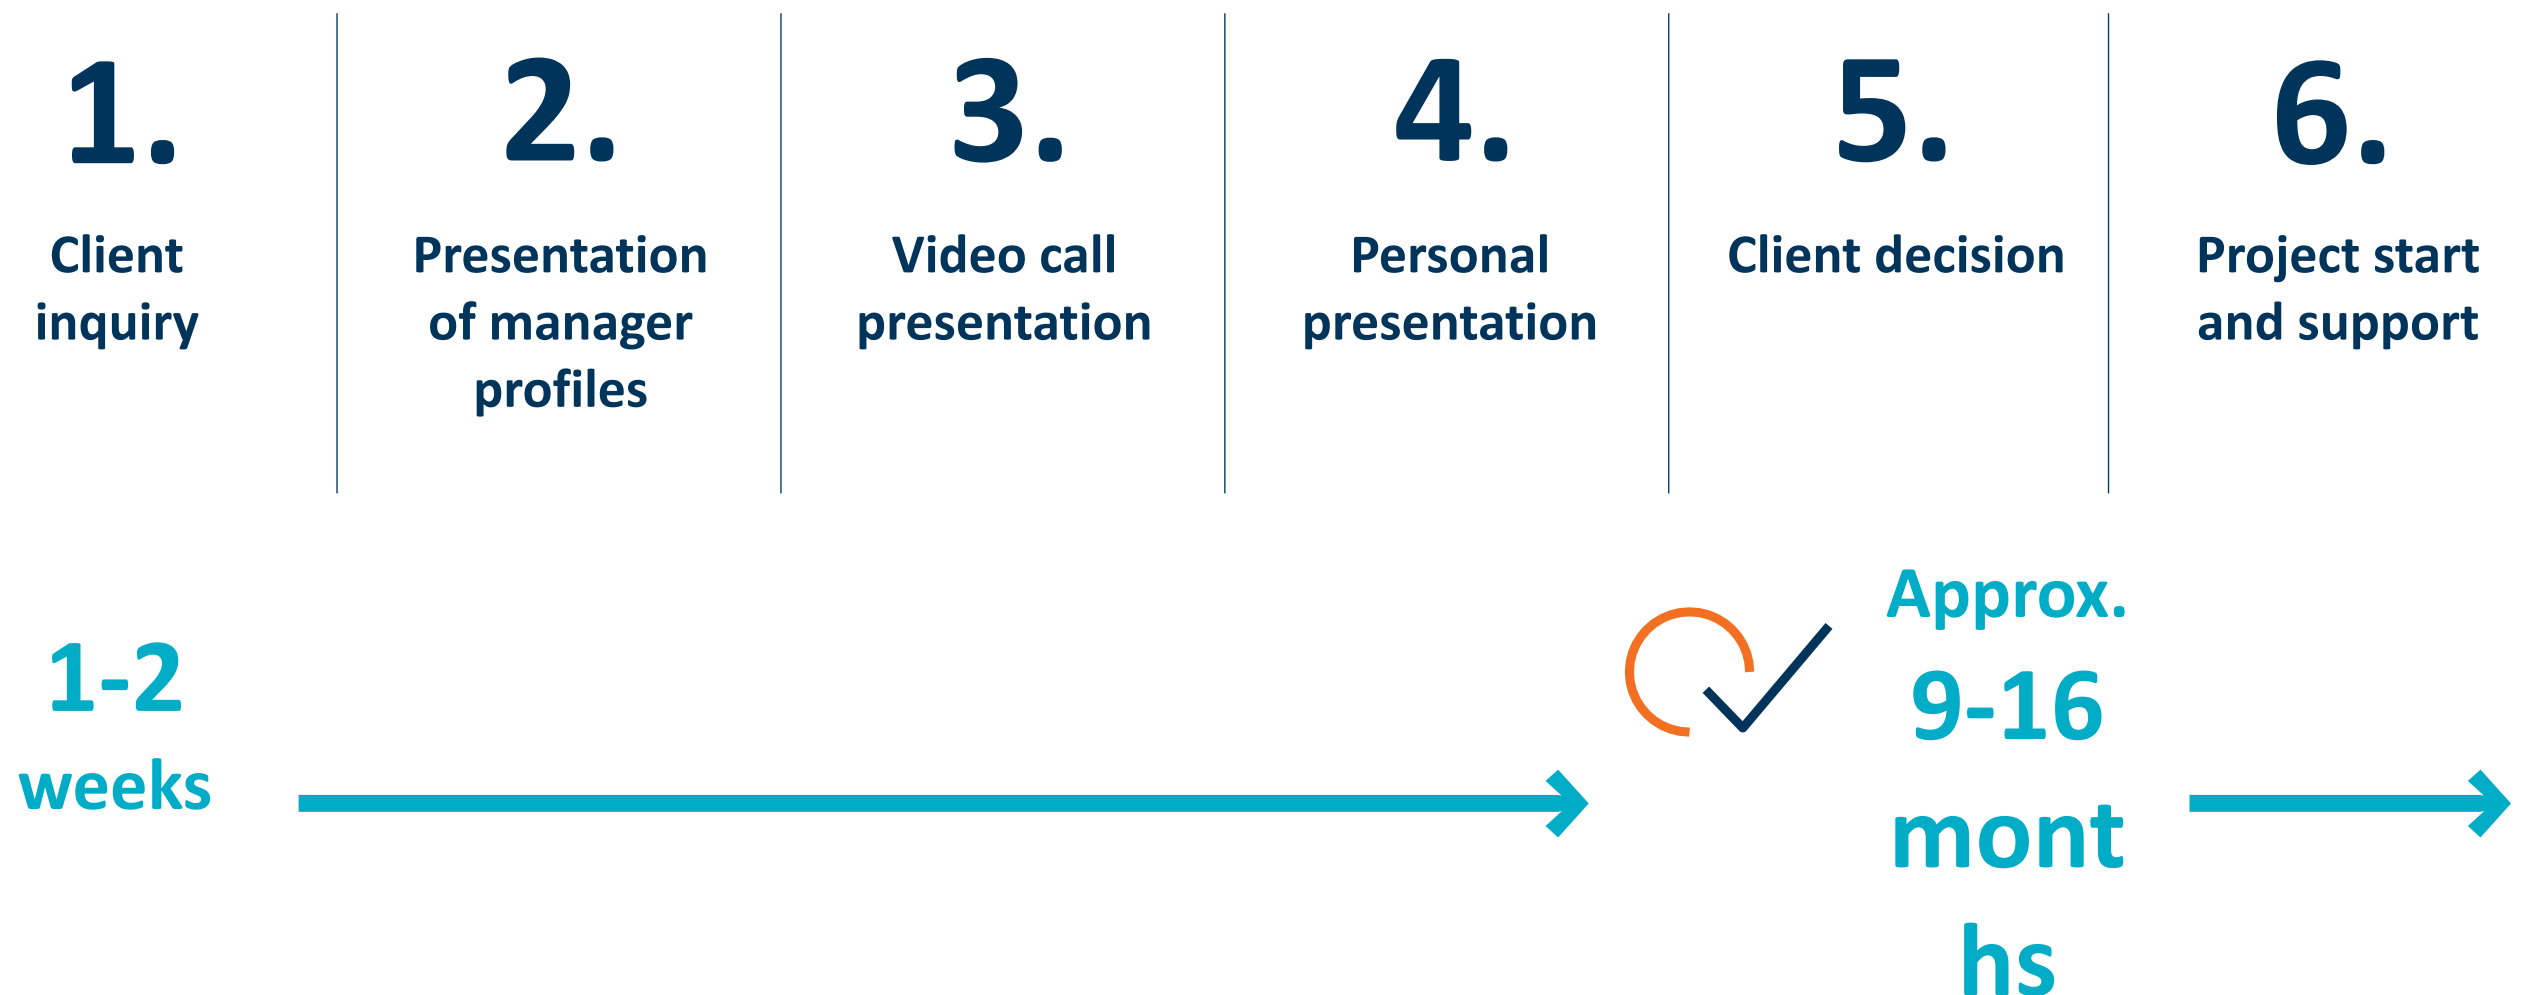 1.
Client
inquiry
2.
Presentation
of manager
profiles
3.
Video call
presentation
4.
Personal
presentation
5.
Client decision
6.
Project start
and support
1-2
weeks
Approx.
9-16
mont
hs